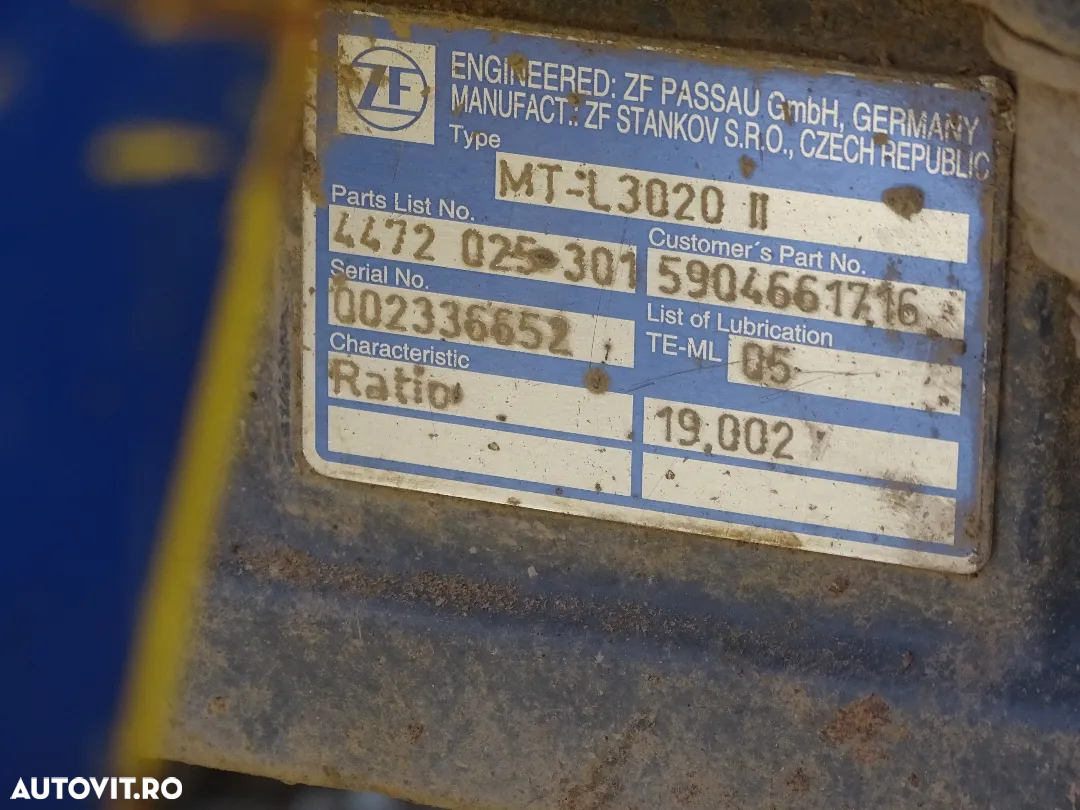 ZF
ENGINEERED: ZF PASSAU GmbH, GERMANY
MANUFACT.: ZF STANKOV S.R.O., CZECH REPUBLIC
Type
MT-L3020 II
Parts List No.
4472 025 301
Customer's Part No.
5904661716
Serial No.
002336652
List of Lubrication
TE-ML 05
Characteristic
Ratio
19,002
AUTOVIT.RO